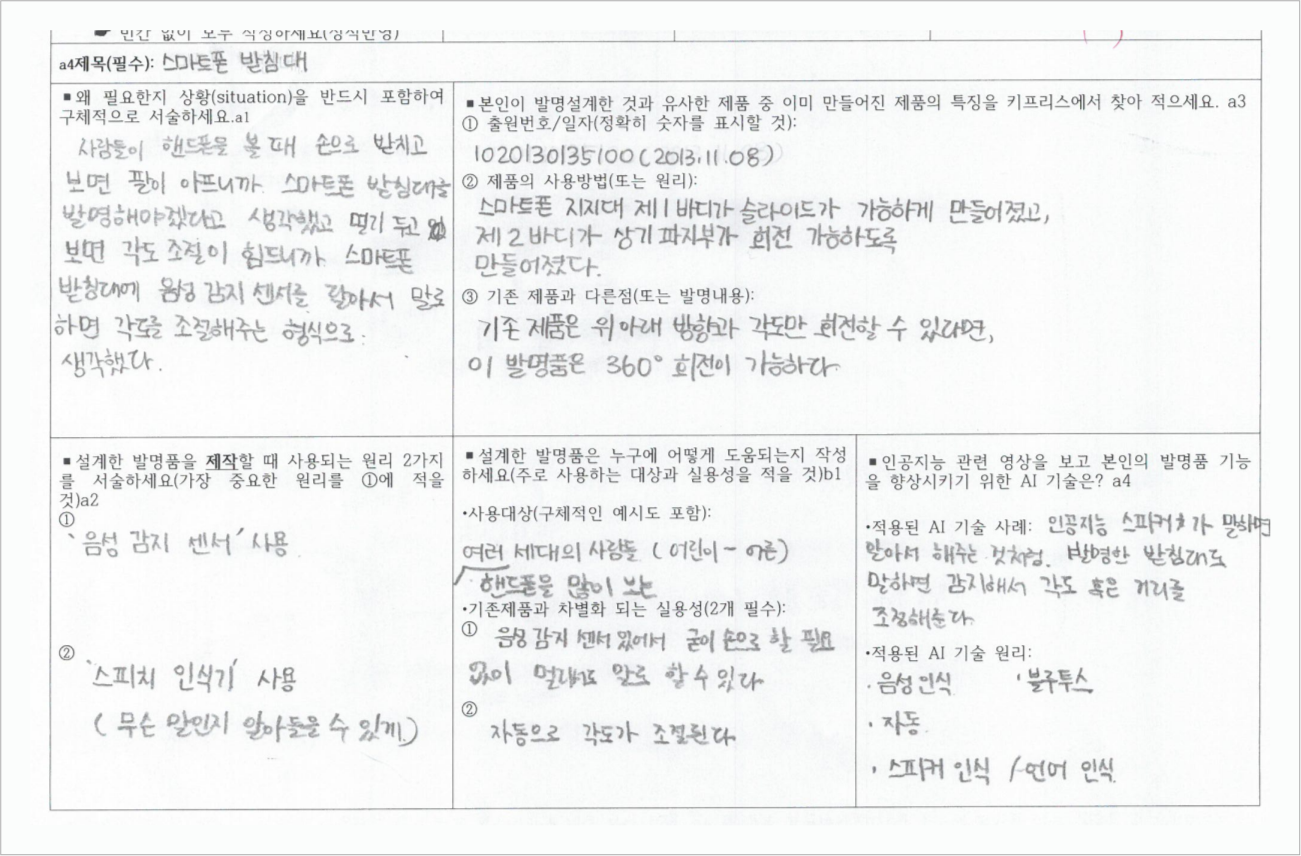 ☛ 빈칸 없이 모두 작성하세요(성적반영)
a4제목(필수): 스마트폰 받침대
■왜 필요한지 상황(situation)을 반드시 포함하여
구체적으로 서술하세요.a1
사람들이 핸드폰을 볼 때 손으로 받치고
보면 팔이 아프니까 스마트폰 받침대를
발명해야겠다고 생각했고 멀리 두고
보면 각도 조절이 힘드니까 스마트폰
받침대에 음성 감지 센서를 달아서 말로
하면 각도를 조절해주는 형식으로
생각했다.
■본인이 발명설계한 것과 유사한 제품 중 이미 만들어진 제품의 특징을 키프리스에서 찾아 적으세요. a3
① 출원번호/일자(정확히 숫자를 표시할 것):
1020130135100 (2013.11.08)
② 제품의 사용방법(또는 원리):
스마트폰 지지대 제1바디가 슬라이드가 가능하게 만들어졌고,
제2바디가 상기 파지부가 회전 가능하도록
만들어졌다.
③ 기존 제품과 다른점(또는 발명내용):
기존 제품은 위아래 방향과 각도만 회전할 수 있다면,
이 발명품은 360° 회전이 가능하다
■설계한 발명품을 제작할 때 사용되는 원리 2가지
를 서술하세요(가장 중요한 원리를 ①에 적을
것)a2
①
'음성 감지 센서' 사용
②
'스피치 인식기' 사용
( 무슨 말인지 알아들을 수 있게.)
■설계한 발명품은 누구에 어떻게 도움되는지 작성
하세요(주로 사용하는 대상과 실용성을 적을 것)b1
•사용대상(구체적인 예시도 포함):
여러 세대의 사람들 (어린이 ~ 어른)
핸드폰을 많이 보는
•기존제품과 차별화 되는 실용성(2개 필수):
① 음성 감지 센서 있어서 굳이 손으로 할 필요
없이 멀리서도 말로 할 수 있다
②
자동으로 각도가 조절된다
■인공지능 관련 영상을 보고 본인의 발명품 기능
을 향상시키기 위한 AI 기술은? a4
•적용된 AI 기술 사례: 인공지능 스피커가 말하면
알아서 해주는 것처럼. 발명한 받침대도
말하면 감지해서 각도 혹은 거리를
조정해준다
•적용된 AI 기술 원리:
· 음성 인식 · 블루투스
· 자동
· 스피커 인식 / 언어 인식